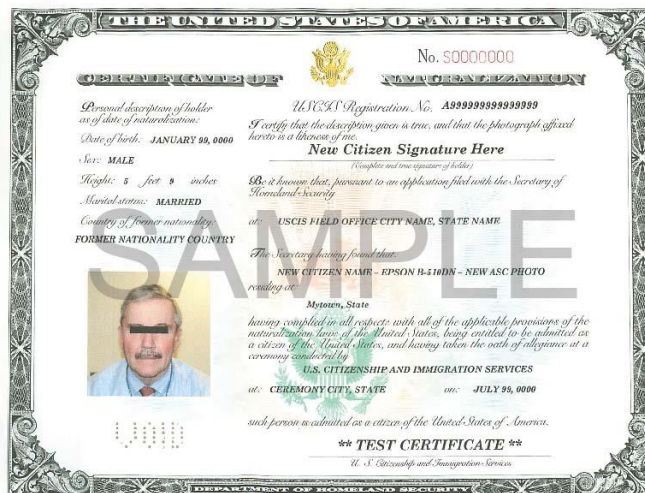 THE UNITED STATES OF AMERICA
No. S0000000
CERTIFICATE OF NATURALIZATION
Personal description of holder
as of date of naturalization:
Date of birth: JANUARY 99, 0000
Sex: MALE
Height: 5 feet 9 inches
Marital status: MARRIED
Country of former nationality:
FORMER NATIONALITY COUNTRY
USCIS Registration No. A999999999999999
I certify that the description given is true, and that the photograph affixed
hereto is a likeness of me.
New Citizen Signature Here
(Complete and true signature of holder)
Be it known that, pursuant to an application filed with the Secretary of
Homeland Security
at: USCIS FIELD OFFICE CITY NAME, STATE NAME
The Secretary having found that:
NEW CITIZEN NAME – EPSON B-510DN – NEW ASC PHOTO
residing at:
Mytown, State
having complied in all respects with all of the applicable provisions of the
naturalization laws of the United States, being entitled to be admitted as
a citizen of the United States, and having taken the oath of allegiance at a
ceremony conducted by
U.S. CITIZENSHIP AND IMMIGRATION SERVICES
at: CEREMONY CITY, STATE on: JULY 99, 0000
such person is admitted as a citizen of the United States of America.
** TEST CERTIFICATE **
U. S. Citizenship and Immigration Services
DEPARTMENT OF HOMELAND SECURITY
SAMPLE
VOID